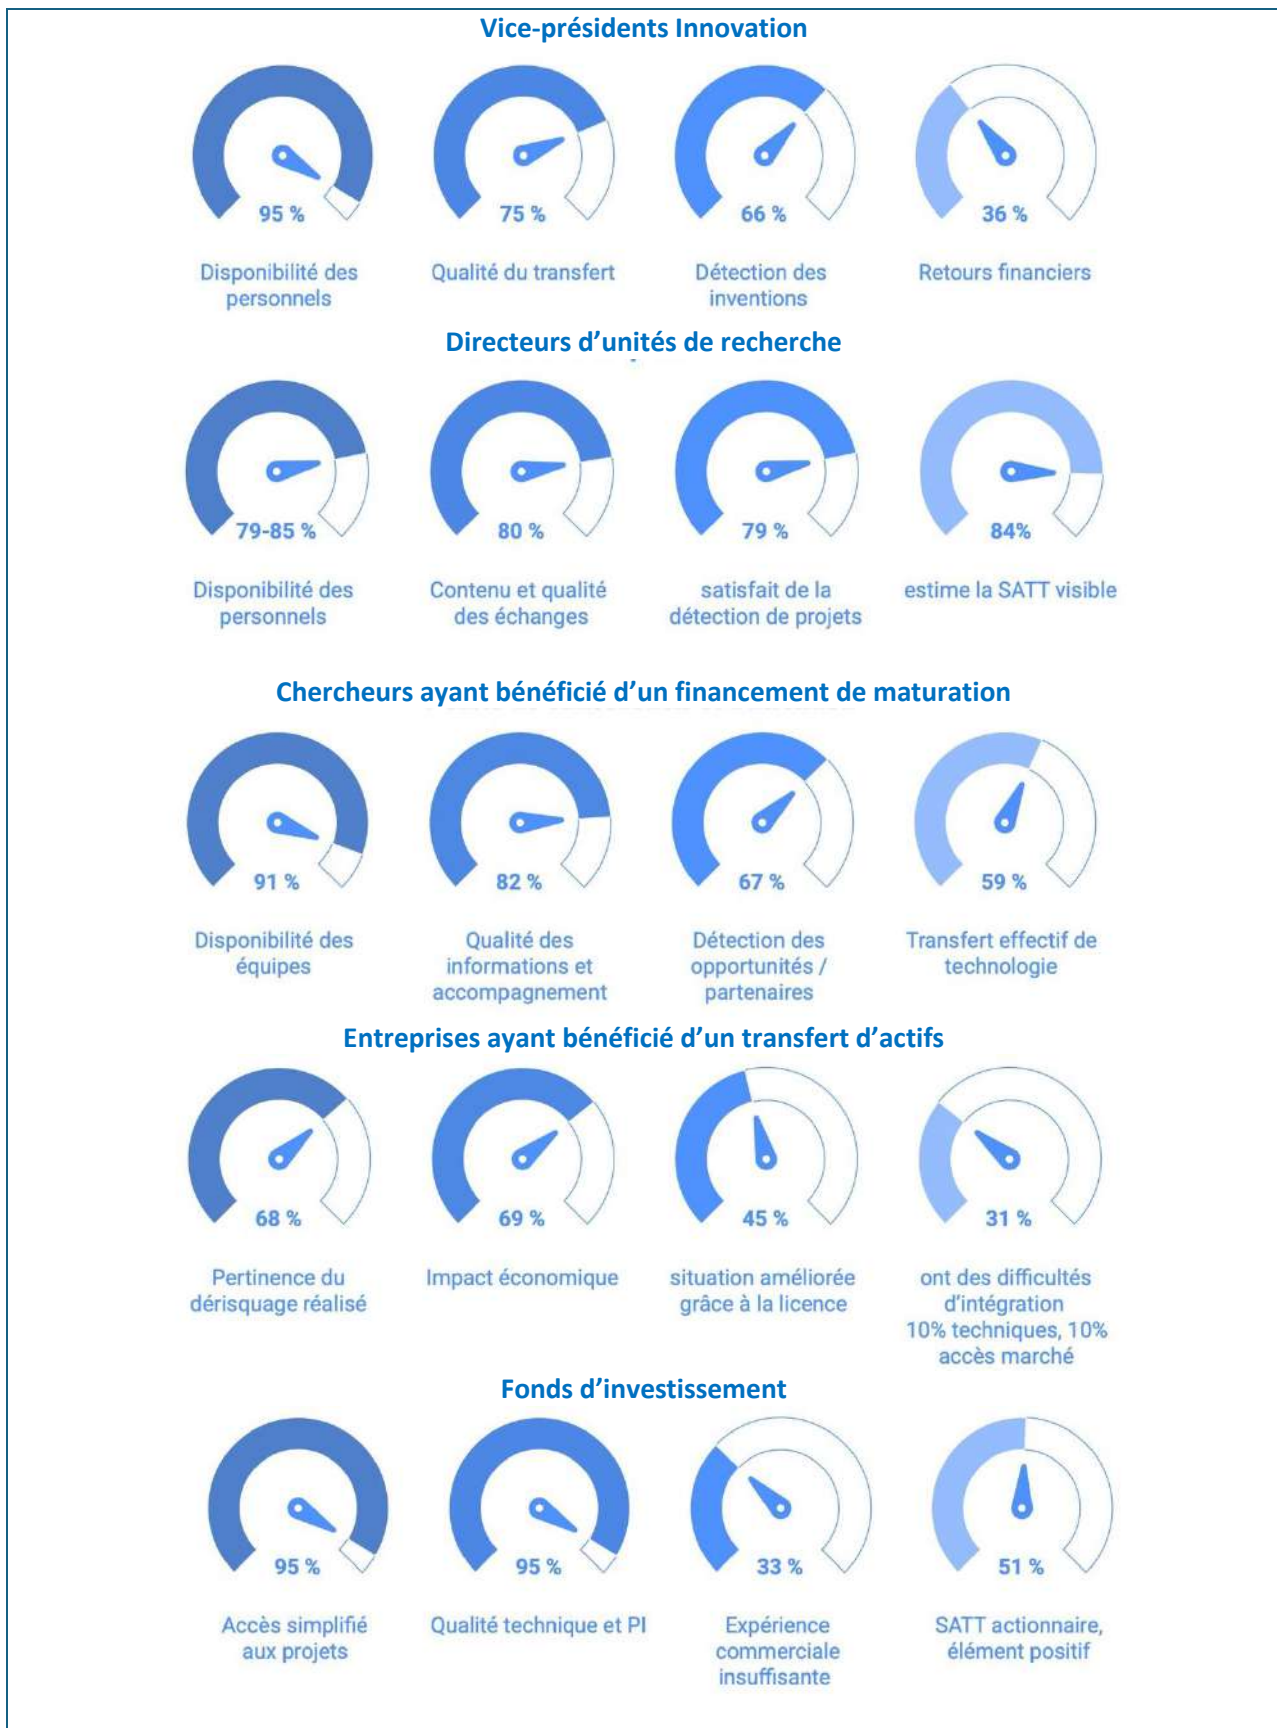 Vice-présidents Innovation
95 %
75 %
66 %
36 %
Disponibilité des
personnels
Qualité du transfert
Détection des
inventions
Retours financiers
Directeurs d’unités de recherche
79-85 %
80 %
79 %
84%
Disponibilité des
personnels
Contenu et qualité
des échanges
satisfait de la
détection de projets
estime la SATT visible
Chercheurs ayant bénéficié d’un financement de maturation
91 %
82 %
67 %
59 %
Disponibilité des
équipes
Qualité des
informations et
accompagnement
Détection des
opportunités /
partenaires
Transfert effectif de
technologie
Entreprises ayant bénéficié d’un transfert d’actifs
68 %
69 %
45 %
31 %
Pertinence du
dérisquage réalisé
Impact économique
situation améliorée
grâce à la licence
ont des difficultés
d'intégration
10% techniques, 10%
accès marché
Fonds d’investissement
95 %
95 %
33 %
51 %
Accès simplifié
aux projets
Qualité technique et PI
Expérience
commerciale
insuffisante
SATT actionnaire,
élément positif